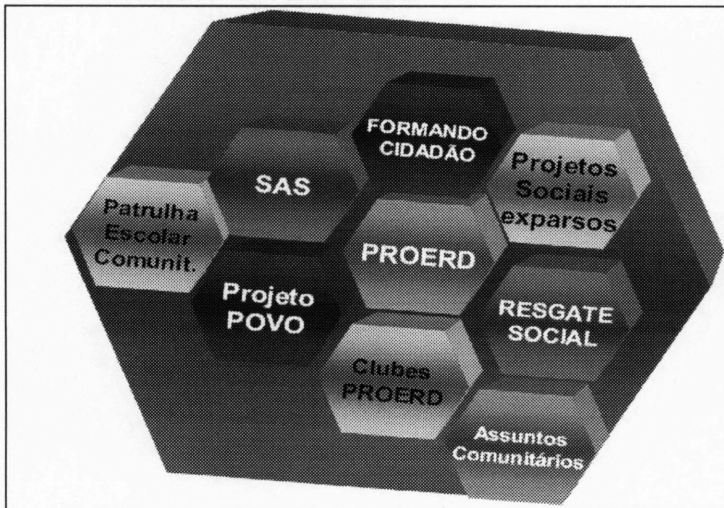 FORMANDO
CIDADÃO
Projetos
Sociais
exparsos
SAS
Patrulha
Escolar
Comunit.
PROERD
Projeto
POVO
RESGATE
SOCIAL
Clubes
PROERD
Assuntos
Comunitários